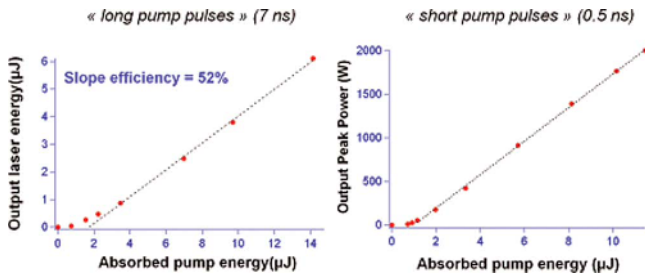 « long pump pulses » (7 ns)
Slope efficiency = 52%
Output laser energy(µJ)
6
5
4
3
2
1
0
0 2 4 6 8 10 12 14
Absorbed pump energy(µJ)
« short pump pulses » (0.5 ns)
Output Peak Power (W)
2000
1500
1000
500
0
0 2 4 6 8 10
Absorbed pump energy (µJ)